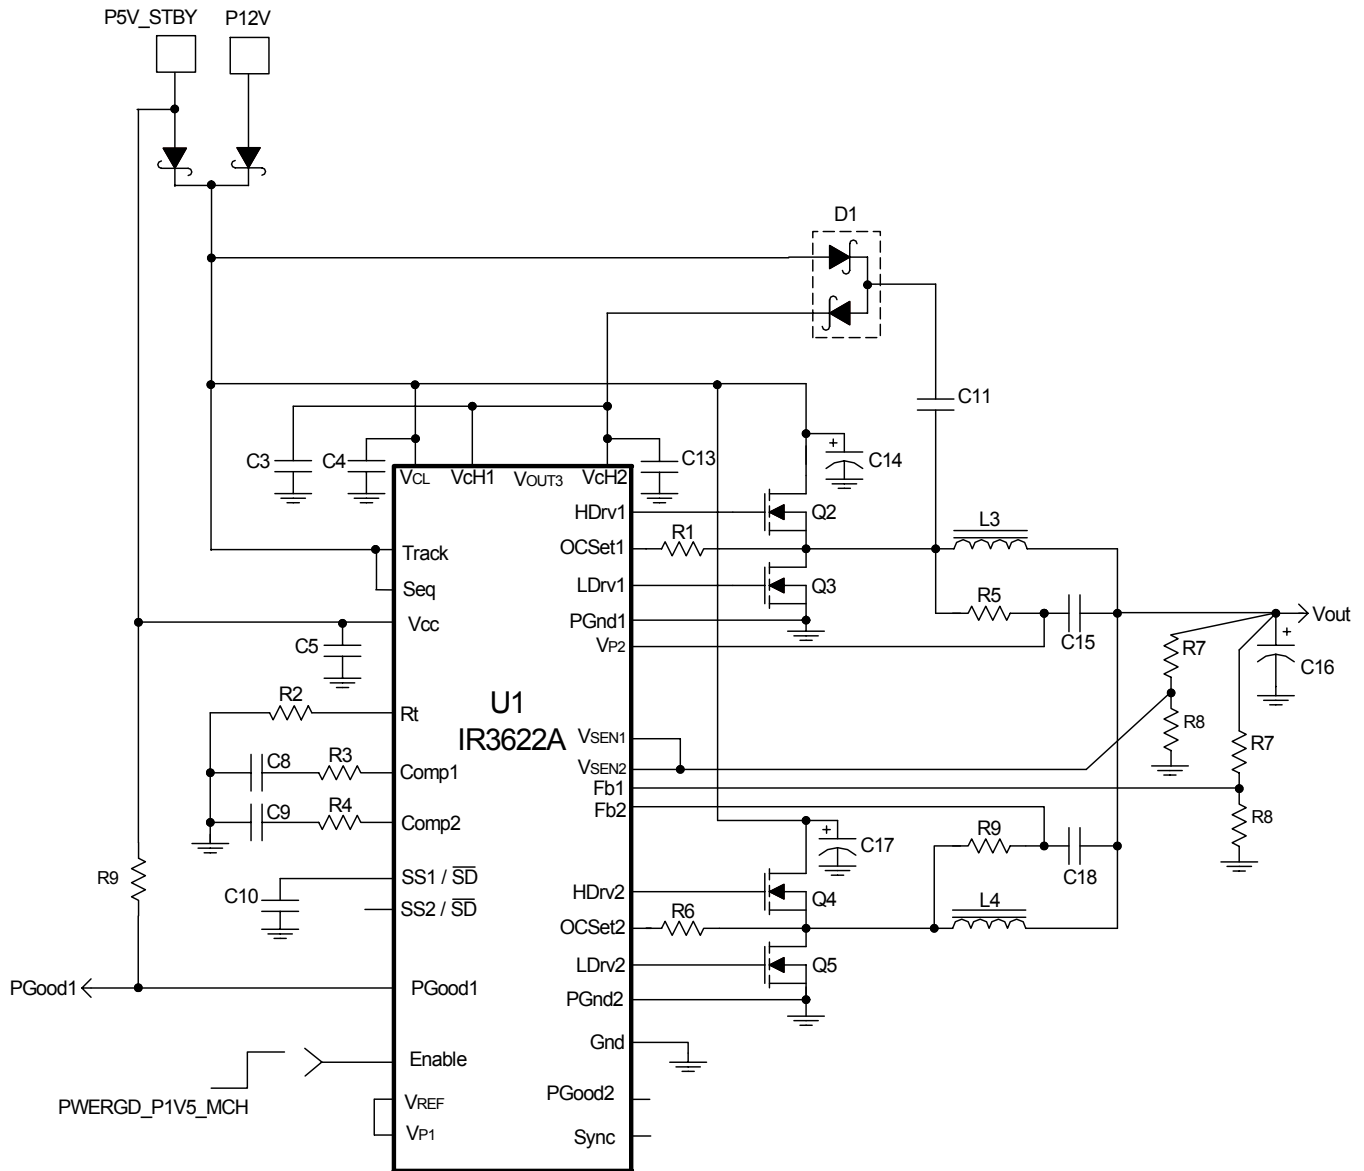 P5V_STBY P12V
D1
C11
C3 C4 C13 C14
VCL VcH1 VOUT3 VcH2
HDrv1 Q2
L3
Track OCSet1 R1
Seq LDrv1 Q3
R5
Vcc PGnd1 Vout
C5 VP2 C15 R7 C16
R2
U1
Rt R8
IR3622A VSEN1 R7
C8 R3 Comp1 VSEN2
Fb1
C9 R4 Comp2 Fb2 R8
R9 C17
R9 SS1 / SD C18
C10 HDrv2 Q4
SS2 / SD L4
OCSet2 R6
LDrv2 Q5
PGood1 PGood1 PGnd2
Gnd
Enable
PWERGD_P1V5_MCH VREF PGood2
VP1 Sync
+
+
+